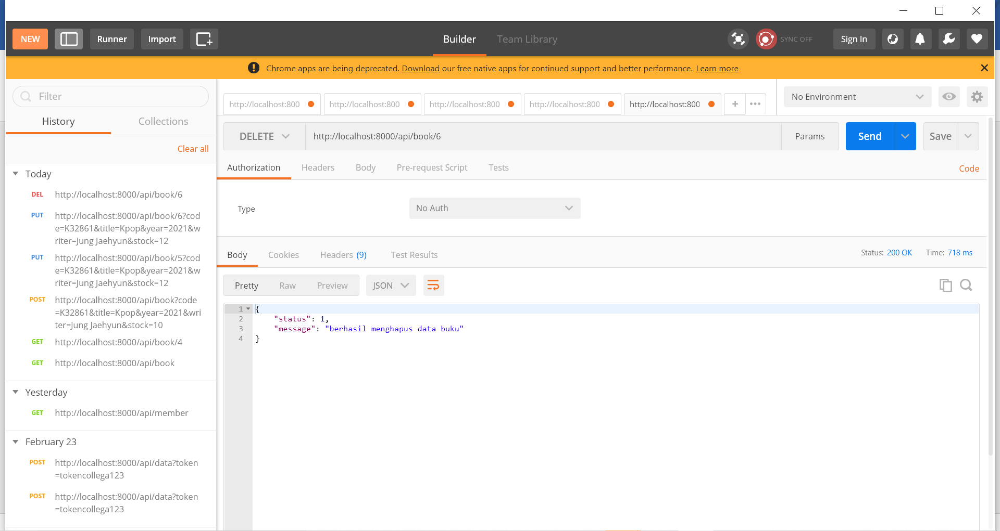 NEW
Runner
Import
Builder
Team Library
SYNC OFF
Sign In
Chrome apps are being deprecated. Download our free native apps for continued support and better performance. Learn more
Filter
History
Collections
Clear all
Today
DEL http://localhost:8000/api/book/6
PUT http://localhost:8000/api/book/6?cod
e=K32861&title=Kpop&year=2021&w
riter=Jung Jaehyun&stock=12
PUT http://localhost:8000/api/book/5?cod
e=K32861&title=Kpop&year=2021&w
riter=Jung Jaehyun&stock=12
POST http://localhost:8000/api/book?code
=K32861&title=Kpop&year=2021&wri
ter=Jung Jaehyun&stock=10
GET http://localhost:8000/api/book/4
GET http://localhost:8000/api/book
Yesterday
GET http://localhost:8000/api/member
February 23
POST http://localhost:8000/api/data?token
=tokencollega123
POST http://localhost:8000/api/data?token
=tokencollega123
http://localhost:800
http://localhost:800
http://localhost:800
http://localhost:800
http://localhost:800
No Environment
DELETE
http://localhost:8000/api/book/6
Params
Send
Save
Authorization
Headers
Body
Pre-request Script
Tests
Code
Type
No Auth
Body
Cookies
Headers (9)
Test Results
Status: 200 OK
Time: 718 ms
Pretty
Raw
Preview
JSON
1 {
2 "status": 1,
3 "message": "berhasil menghapus data buku"
4 }